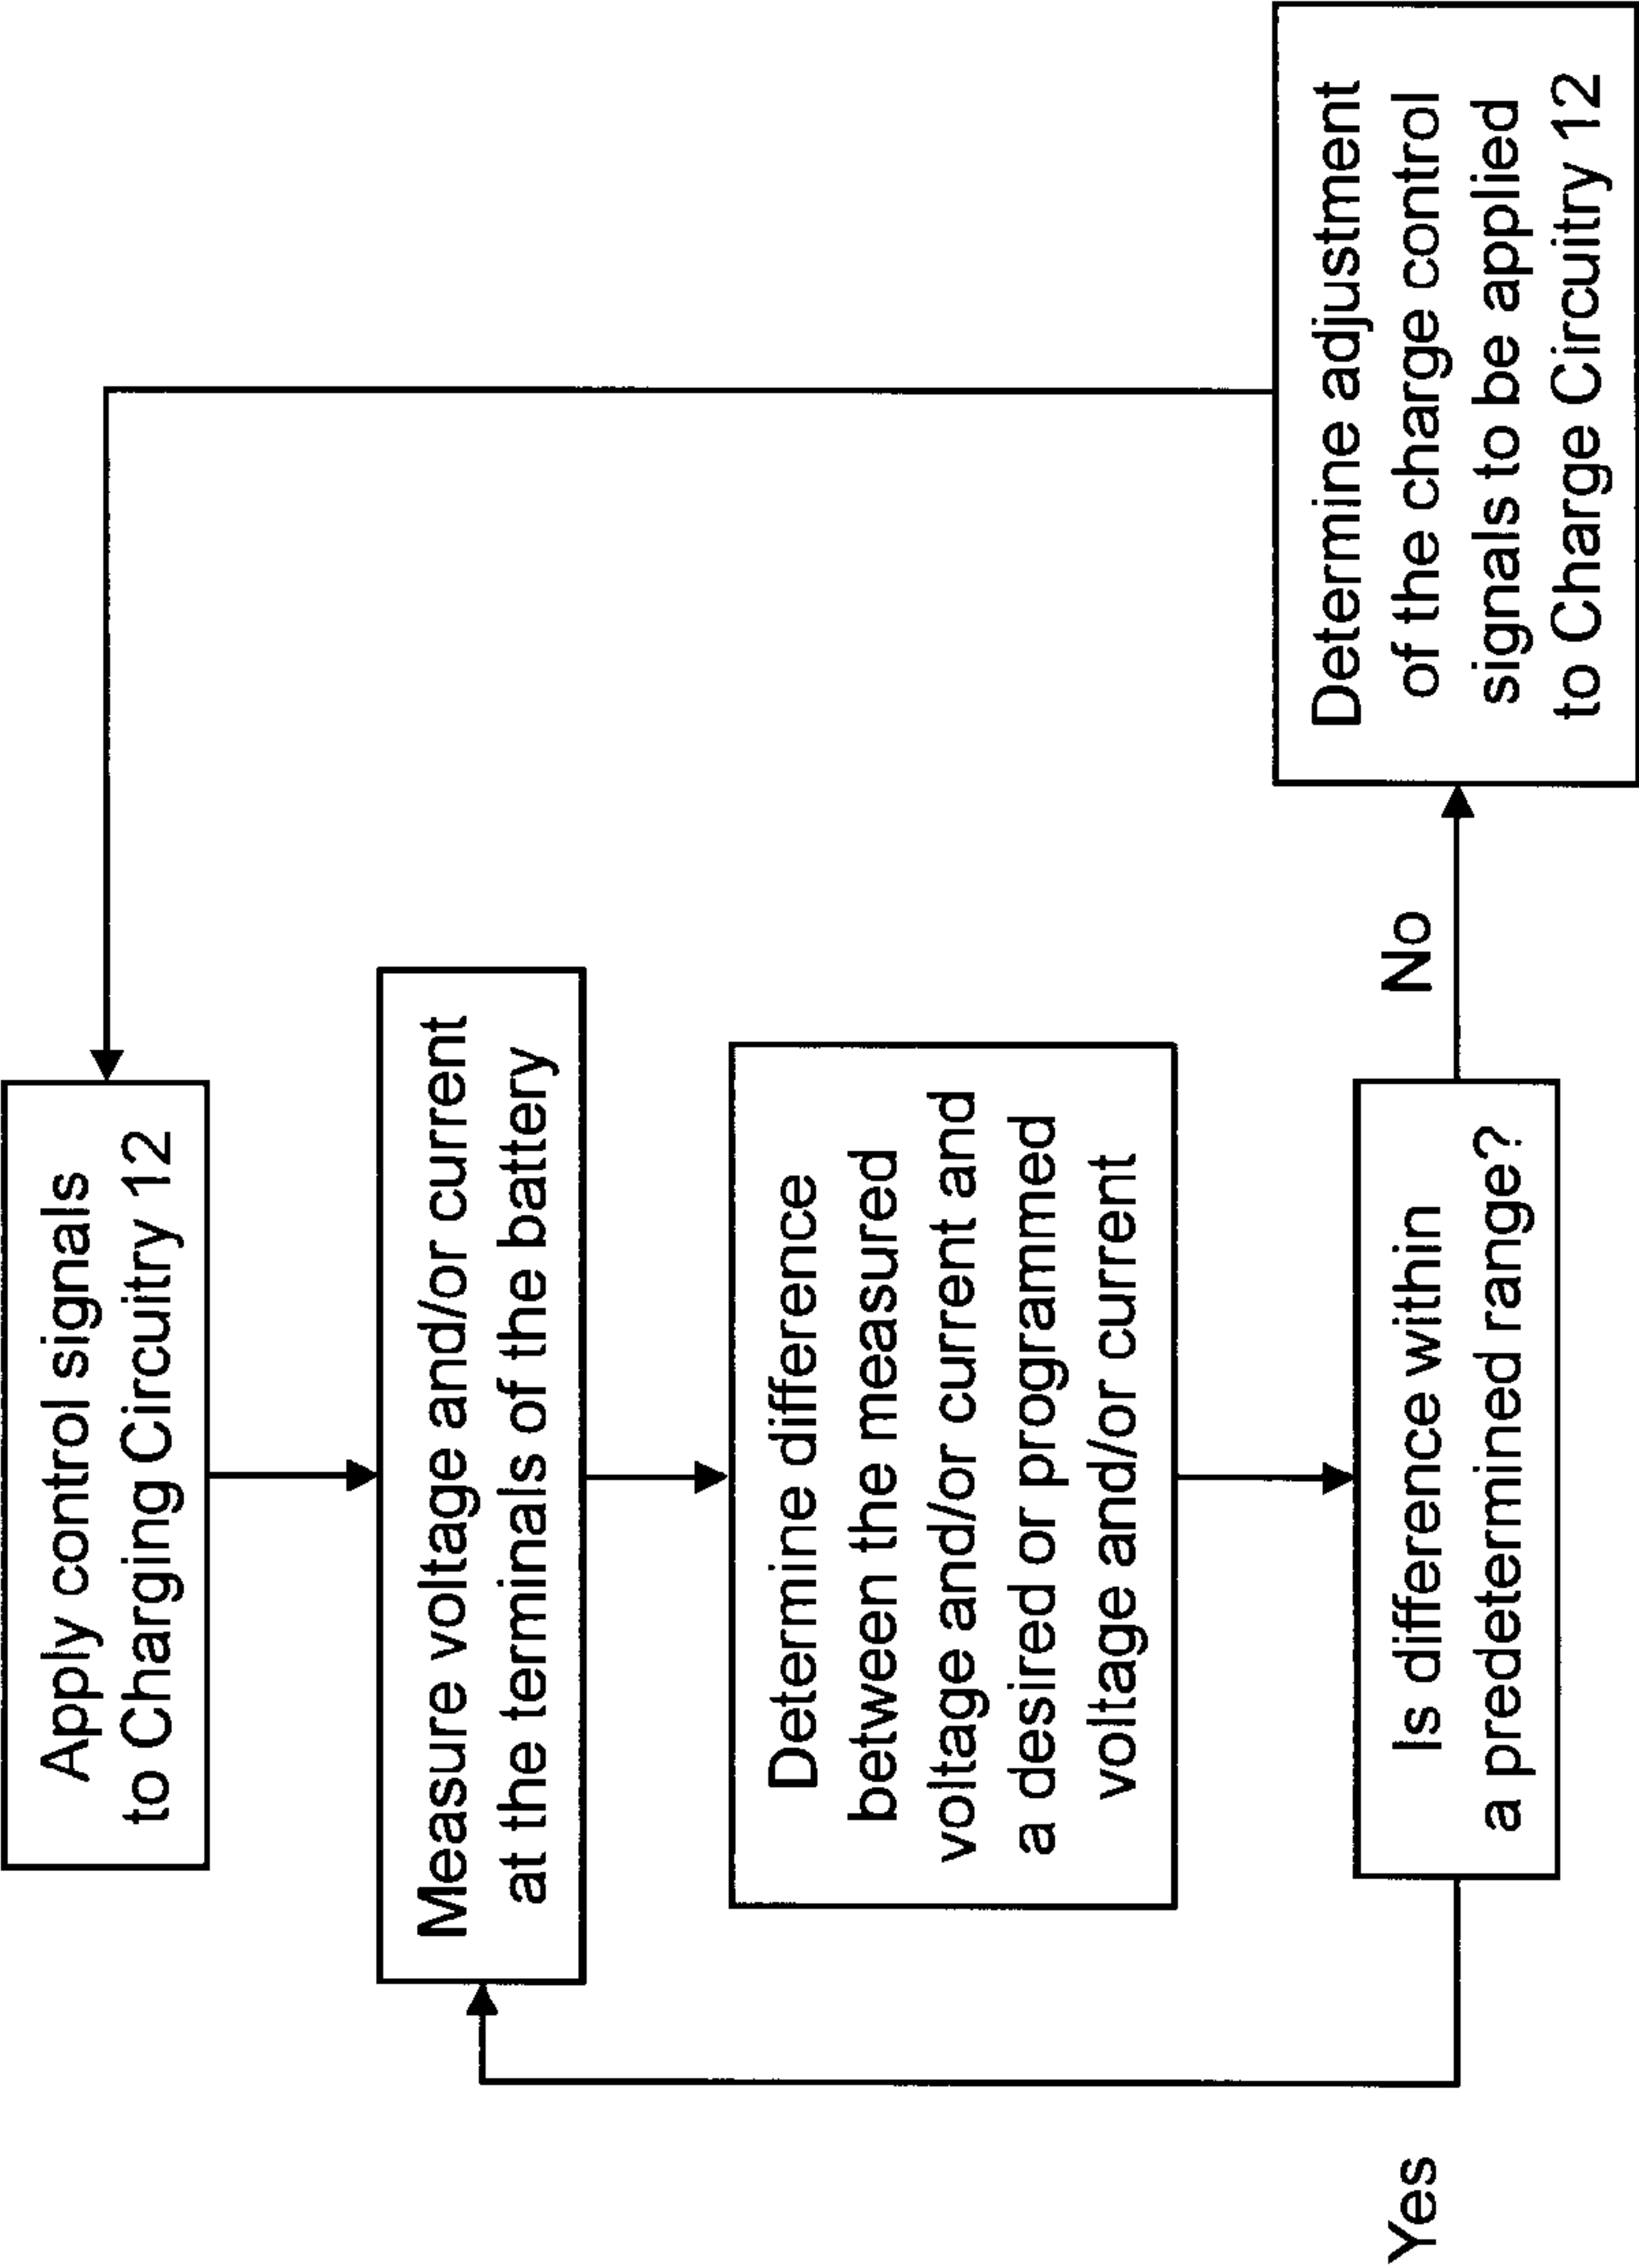 Apply control signals
to Charging Circuitry 12
Measure voltage and/or current
at the terminals of the battery
Determine difference
between the measured
voltage and/or current and
a desired or programmed
voltage and/or current
Is difference within
a predetermined range?
Yes
No
Determine adjustment
of the charge control
signals to be applied
to Charge Circuitry 12